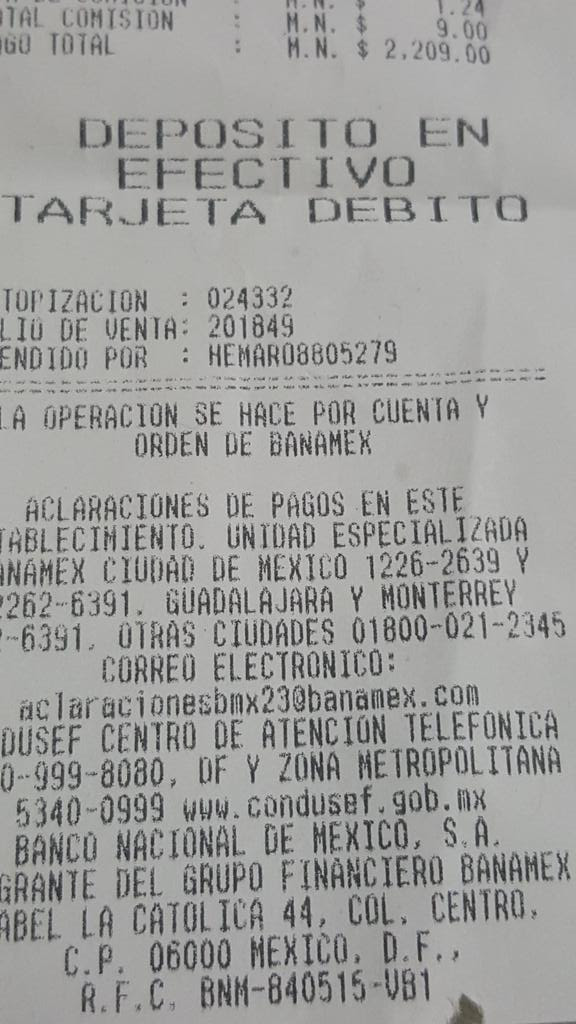 M.N. $ 1.24
TAL COMISION : M.N. $ 9.00
GO TOTAL : M.N. $ 2,209.00
DEPOSITO EN
EFECTIVO
TARJETA DEBITO
TORIZACION : 024332
LIO DE VENTA: 201849
ENDIDO POR : HEMAR08805279
LA OPERACION SE HACE POR CUENTA Y
ORDEN DE BANAMEX
ACLARACIONES DE PAGOS EN ESTE
TABLECIMIENTO. UNIDAD ESPECIALIZADA
ANAMEX CIUDAD DE MEXICO 1226-2639 Y
2262-6391. GUADALAJARA Y MONTERREY
2-6391. OTRAS CIUDADES 01800-021-2345
CORREO ELECTRONICO:
aclaracionesbmx23@banamex.com
DUSEF CENTRO DE ATENCION TELEFONICA
0-999-8080, DF Y ZONA METROPOLITANA
5340-0999 www.condusef.gob.mx
BANCO NACIONAL DE MEXICO, S.A.
GRANTE DEL GRUPO FINANCIERO BANAMEX
ABEL LA CATOLICA 44, COL. CENTRO,
C.P. 06000 MEXICO, D.F.,
R.F.C. BNM-840515-VB1